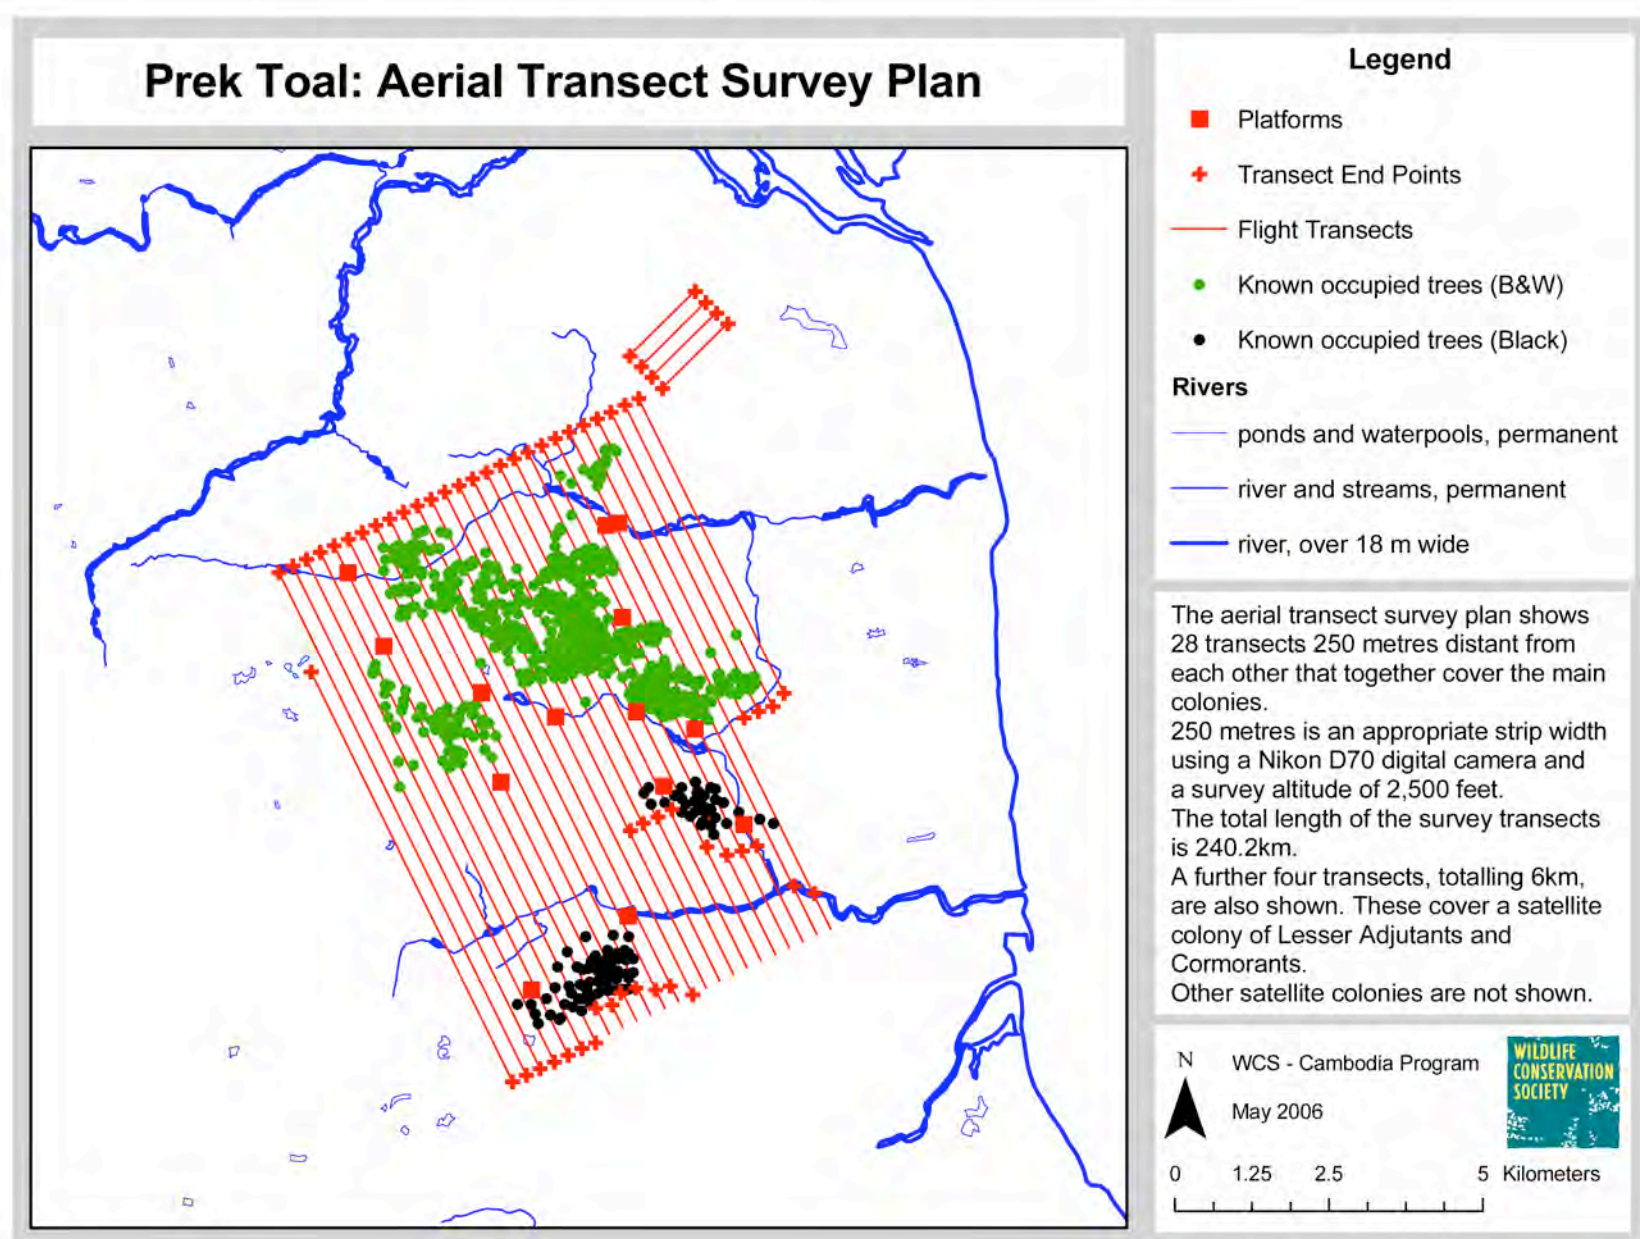 Prek Toal: Aerial Transect Survey Plan
Legend
Platforms
Transect End Points
Flight Transects
Known occupied trees (B&W)
Known occupied trees (Black)
Rivers
ponds and waterpools, permanent
river and streams, permanent
river, over 18 m wide
The aerial transect survey plan shows
28 transects 250 metres distant from
each other that together cover the main
colonies.
250 metres is an appropriate strip width
using a Nikon D70 digital camera and
a survey altitude of 2,500 feet.
The total length of the survey transects
is 240.2km.
A further four transects, totalling 6km,
are also shown. These cover a satellite
colony of Lesser Adjutants and
Cormorants.
Other satellite colonies are not shown.
N
WCS - Cambodia Program
May 2006
WILDLIFE
CONSERVATION
SOCIETY
0 1.25 2.5 5 Kilometers